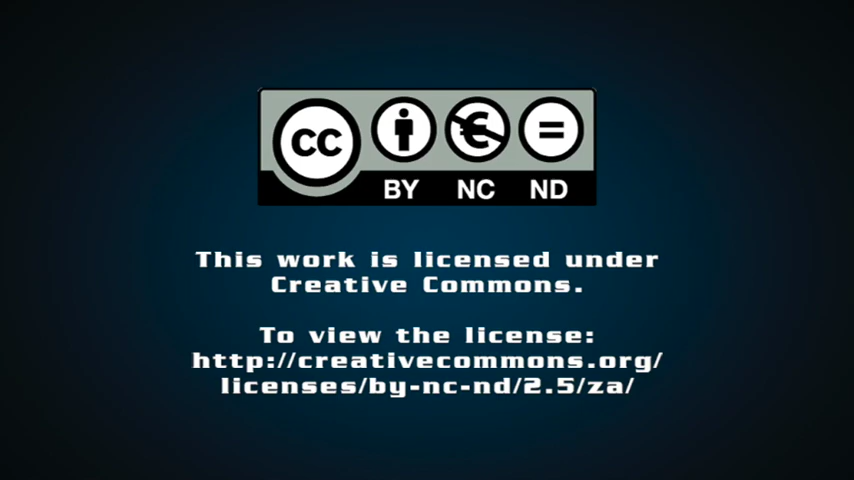 CC
BY NC ND
This work is licensed under
Creative Commons.
To view the license:
http://creativecommons.org/
licenses/by-nc-nd/2.5/za/